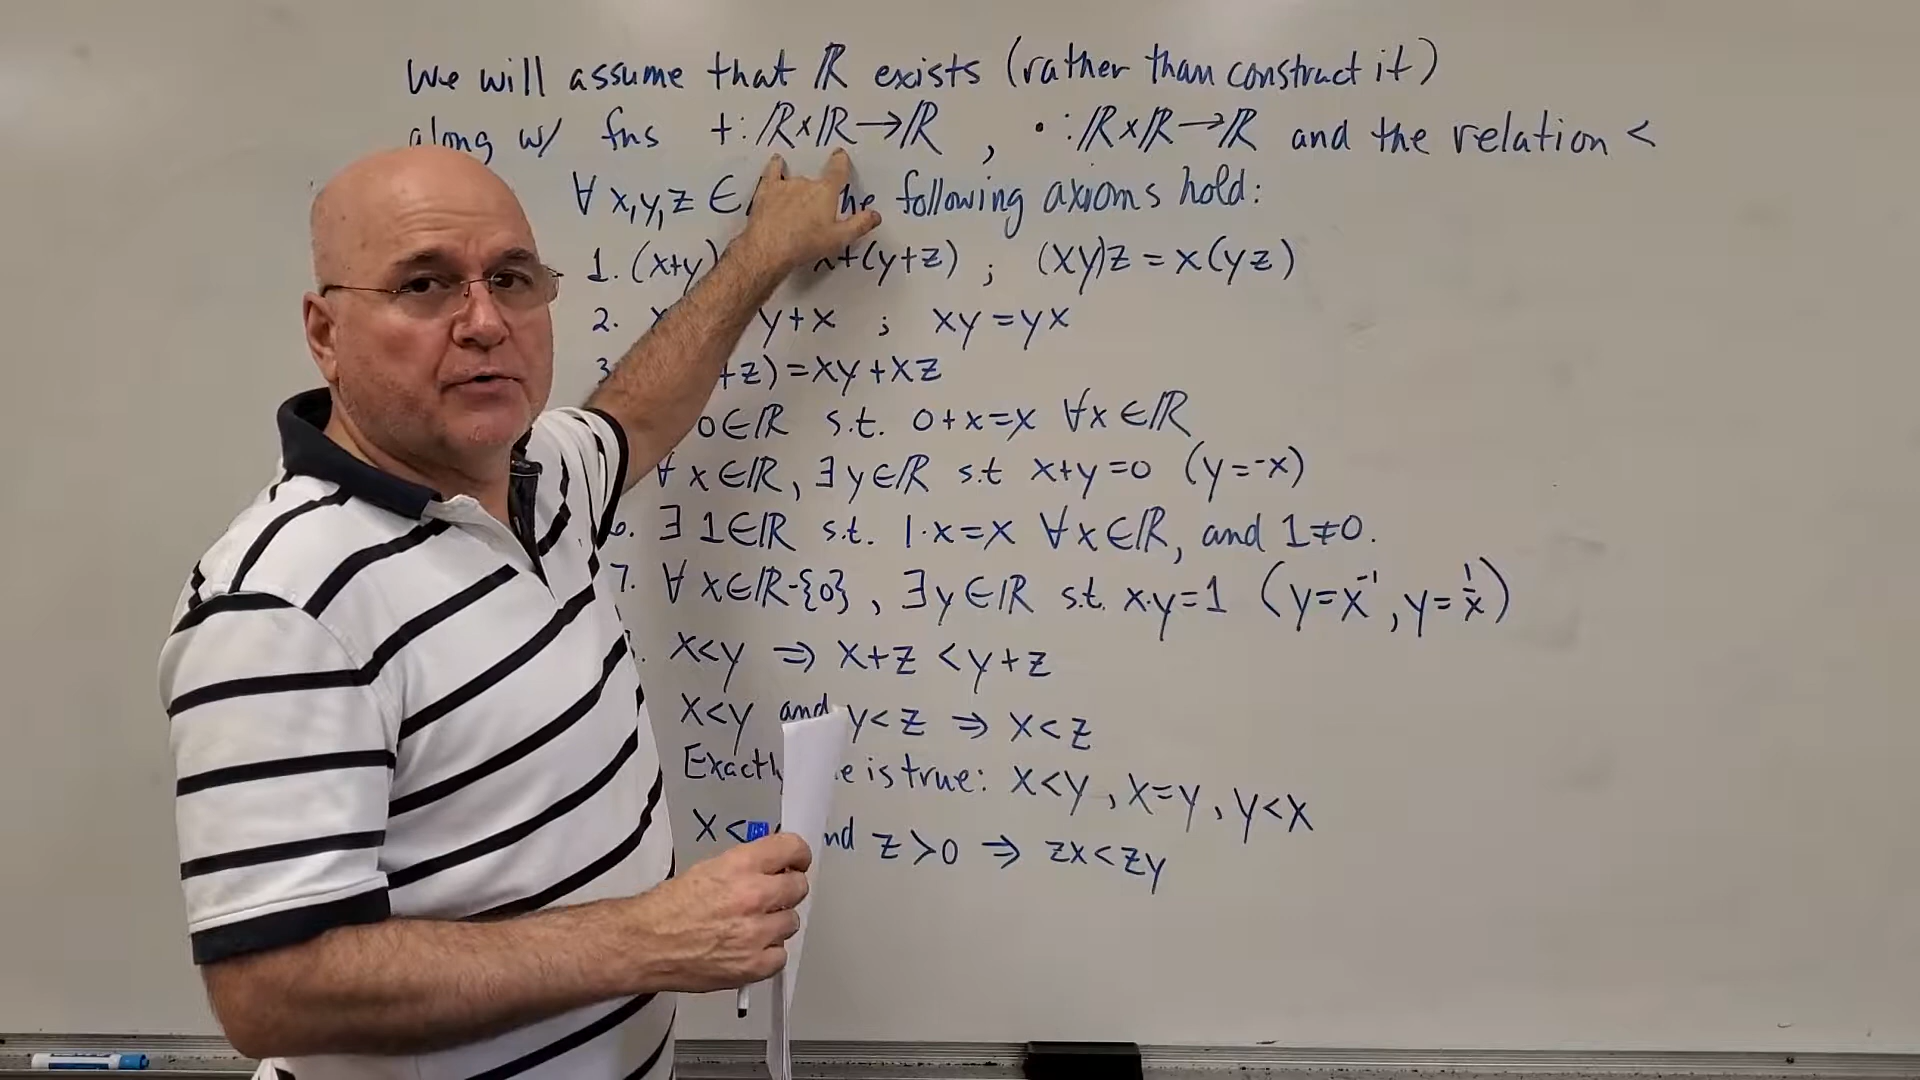 We will assume that ℝ exists (rather than construct it)
along w/ fns +: ℝ×ℝ→ℝ , •: ℝ×ℝ→ℝ and the relation <
∀ x,y,z ∈ following axioms hold:
1. (x+y) +(y+z) ; (xy)z = x(yz)
2. y+x ; xy = yx
+z) = xy + xz
0∈ℝ s.t. 0+x=x ∀x∈ℝ
∀ x∈ℝ, ∃ y∈ℝ s.t x+y=0 (y=-x)
6. ∃ 1∈ℝ s.t. 1·x=x ∀x∈ℝ, and 1≠0.
7. ∀ x∈ℝ-{0}, ∃y∈ℝ s.t. x·y=1 (y=x⁻¹, y=1/x)
x<y ⇒ x+z < y+z
x<y and y<z ⇒ x<z
is true: x<y, x=y, y<x
x< z>0 ⇒ zx<zy